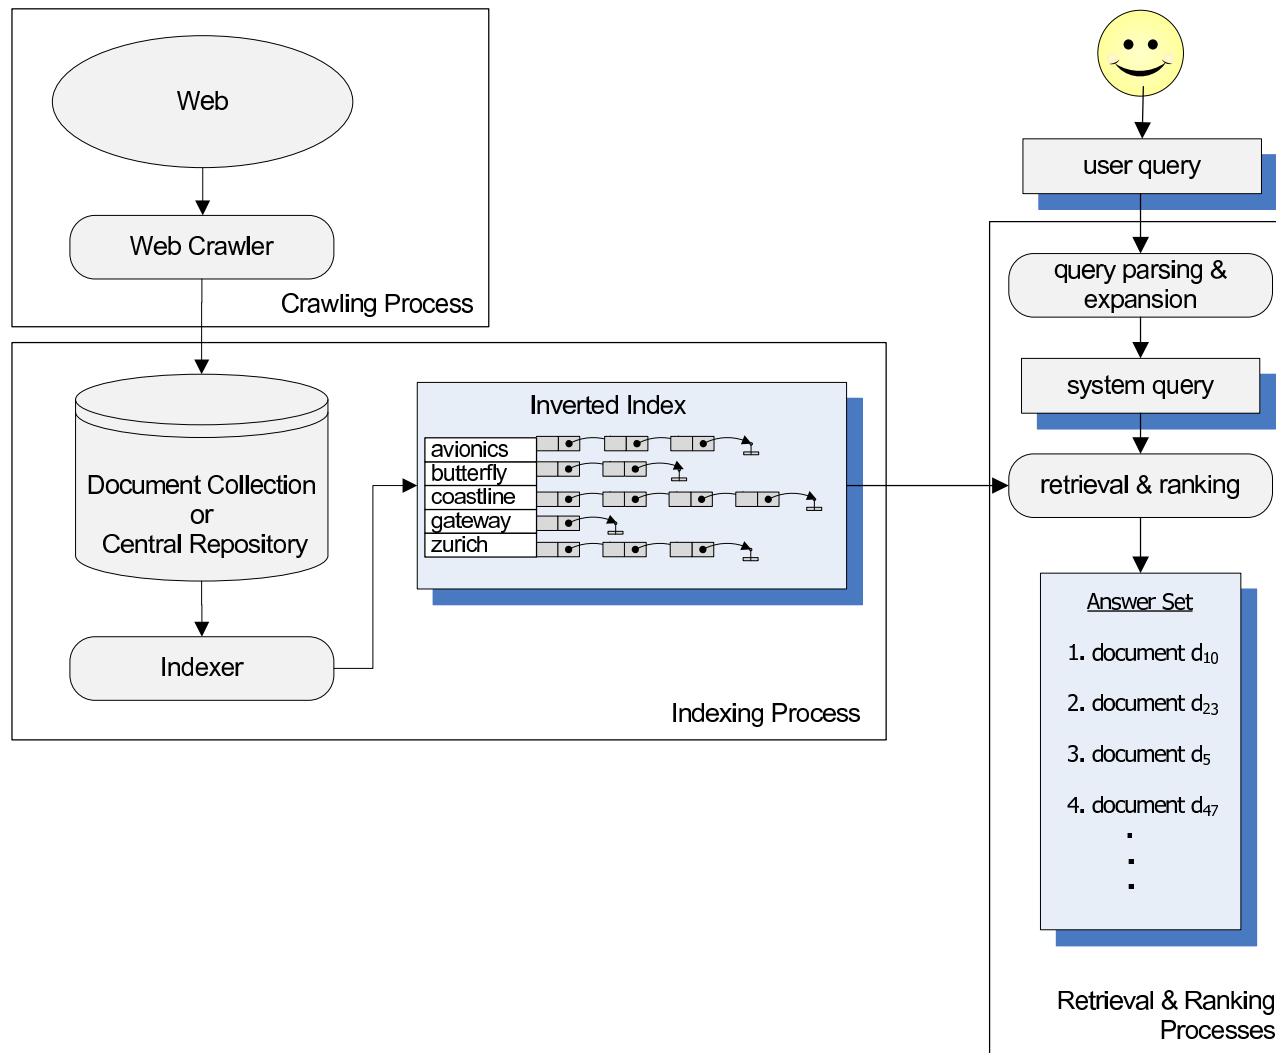 Web
Web Crawler
Crawling Process
Document Collection
or
Central Repository
Indexer
Inverted Index
avionics
butterfly
coastline
gateway
zurich
Indexing Process
user query
query parsing &
expansion
system query
retrieval & ranking
Answer Set
1. document d10
2. document d23
3. document d5
4. document d47
Retrieval & Ranking
Processes